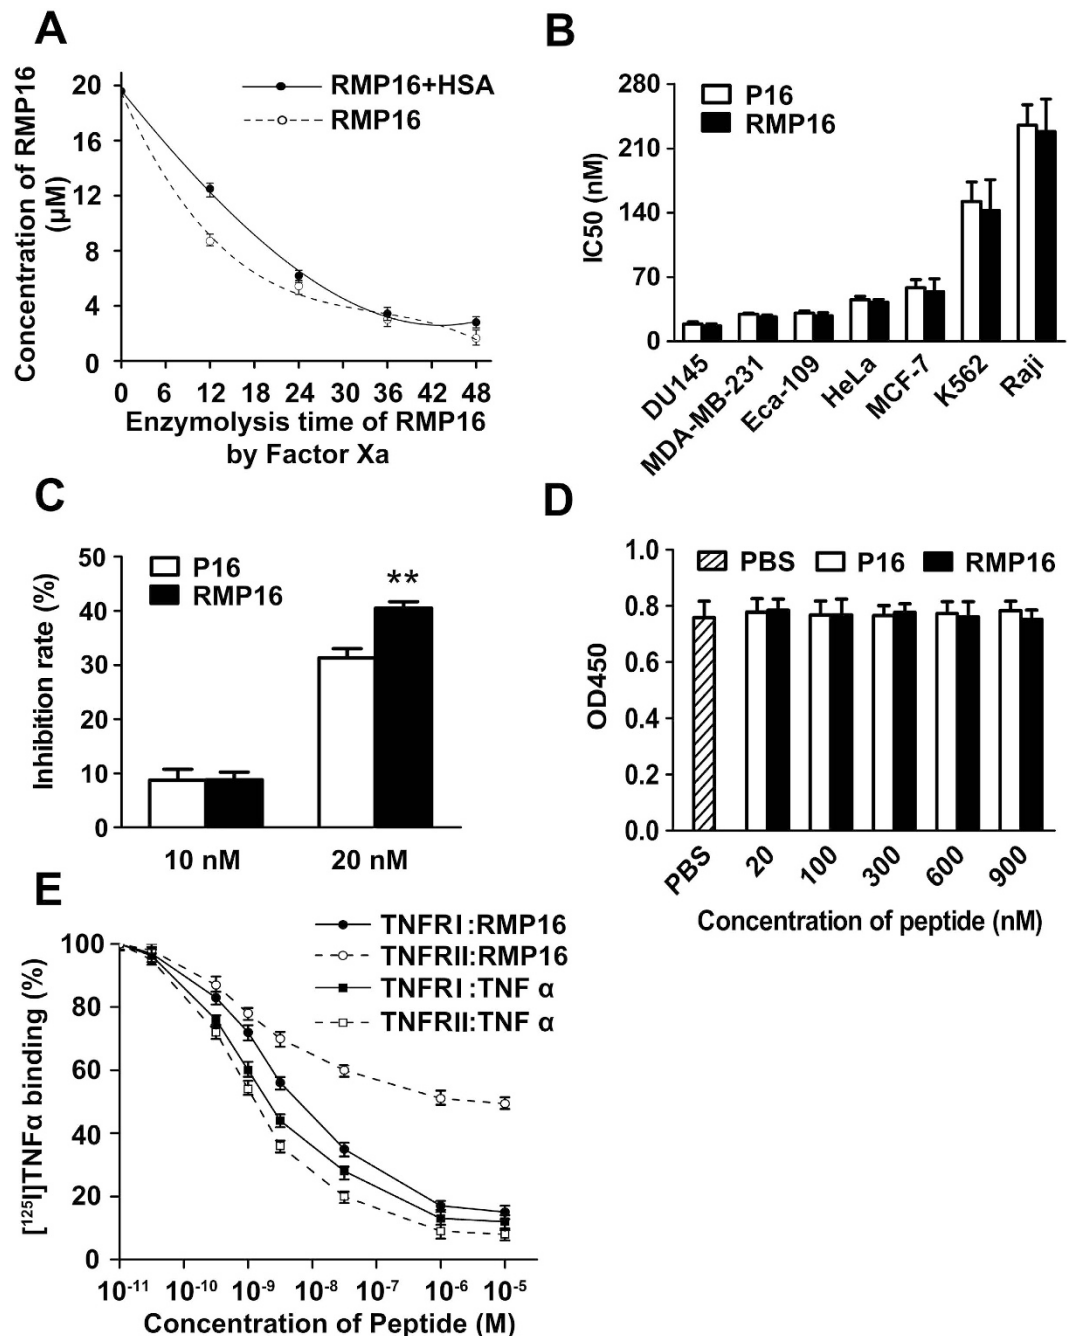 A
Concentration of RMP16
(μM)
20
16
12
8
4
0
RMP16+HSA
RMP16
0 6 12 18 24 30 36 42 48
Enzymolysis time of RMP16
by Factor Xa
B
IC50 (nM)
280
210
140
70
0
P16
RMP16
DU145
MDA-MB-231
Eca-109
HeLa
MCF-7
K562
Raji
C
Inhibition rate (%)
50
40
30
20
10
0
P16
RMP16
**
10 nM 20 nM
D
OD450
1.0
0.8
0.6
0.4
0.2
0.0
PBS P16 RMP16
PBS 20 100 300 600 900
Concentration of peptide (nM)
E
[¹²⁵I]TNFα binding (%)
100
80
60
40
20
0
TNFRI:RMP16
TNFRII:RMP16
TNFRI:TNF α
TNFRII:TNF α
10⁻¹¹ 10⁻¹⁰ 10⁻⁹ 10⁻⁸ 10⁻⁷ 10⁻⁶ 10⁻⁵
Concentration of Peptide (M)